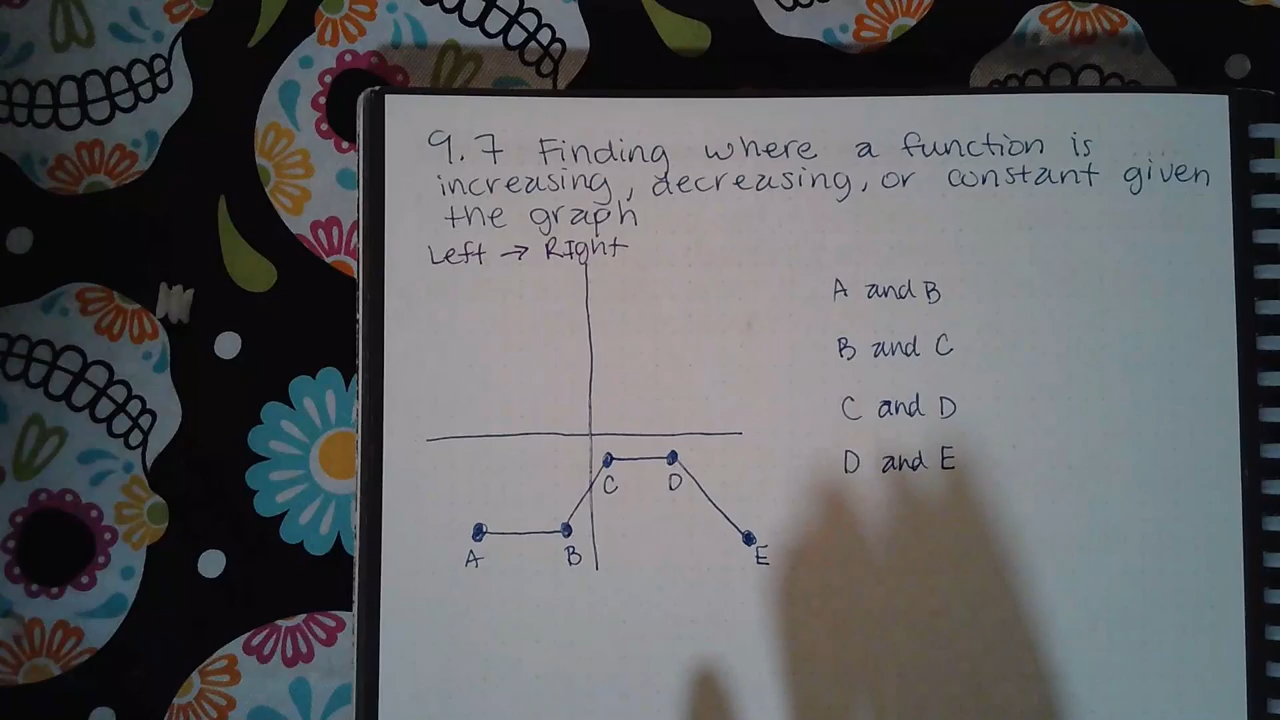 9.7 Finding where a function is
increasing, decreasing, or constant given
the graph
Left → Right
A and B
B and C
C and D
D and E
C
D
A
B
E